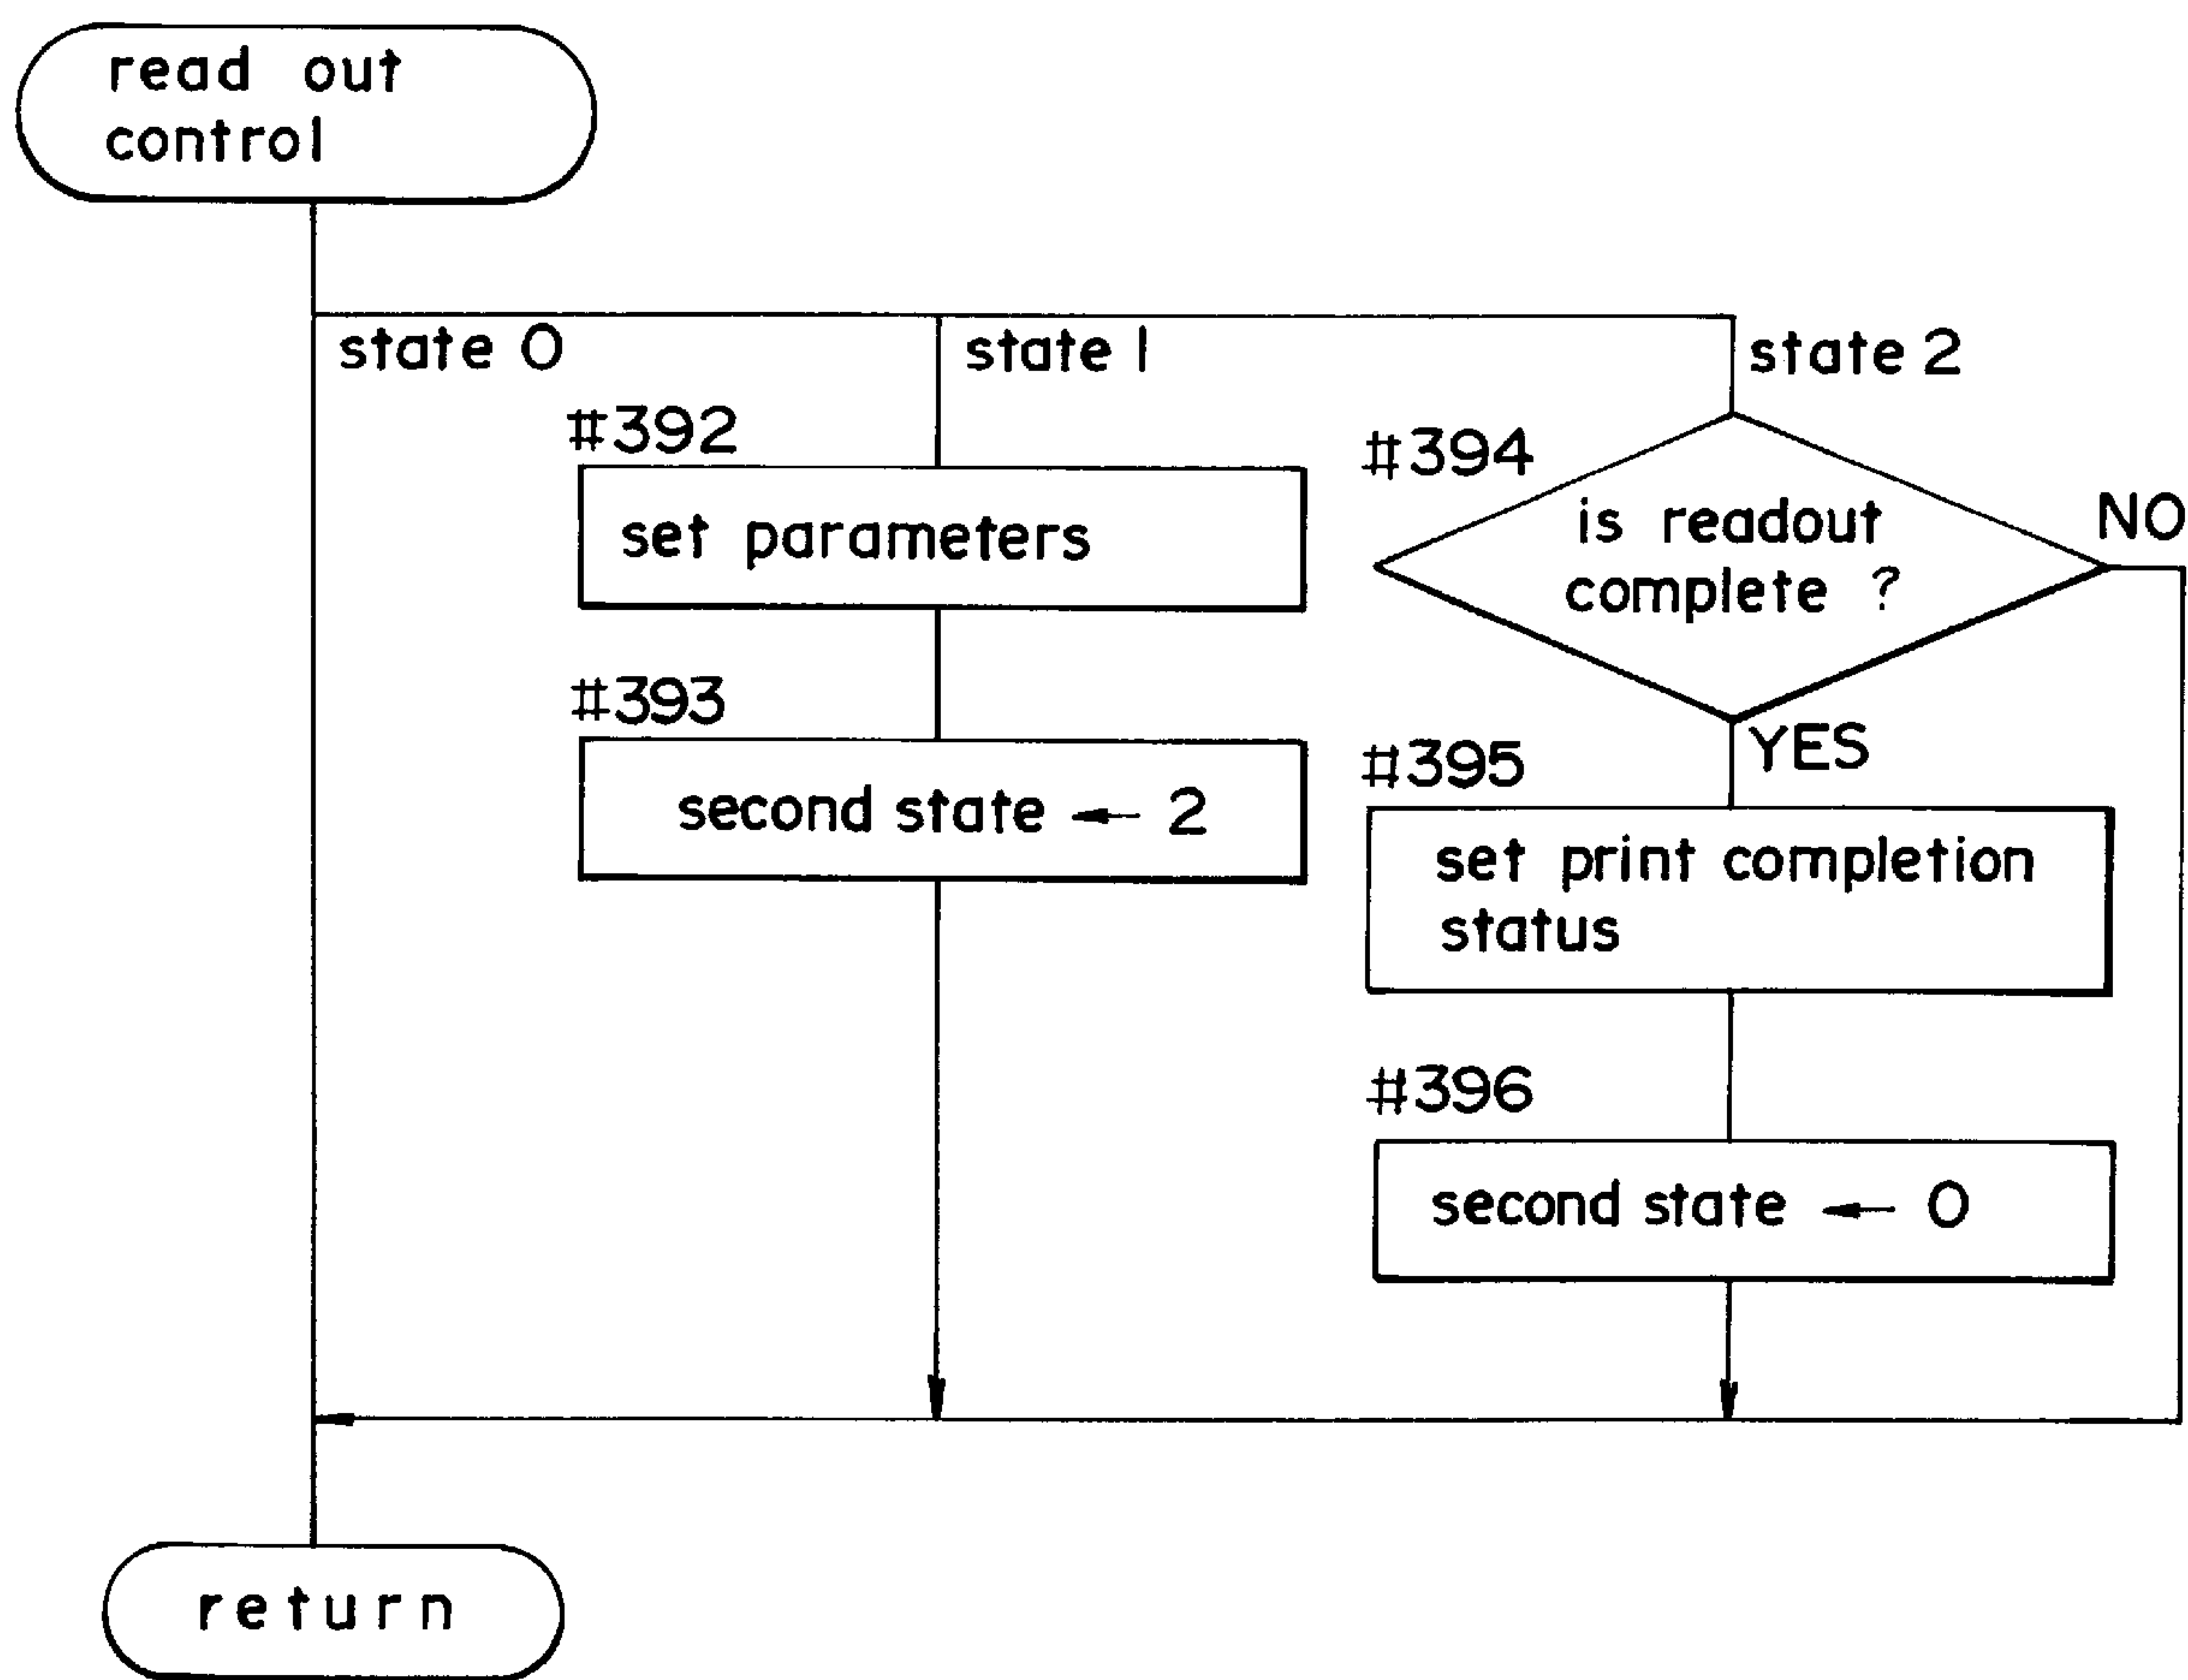 read out
control
state 0
state 1
state 2
#392
set parameters
#394
is readout
complete ?
NO
YES
#393
second state ← 2
#395
set print completion
status
#396
second state ← 0
return